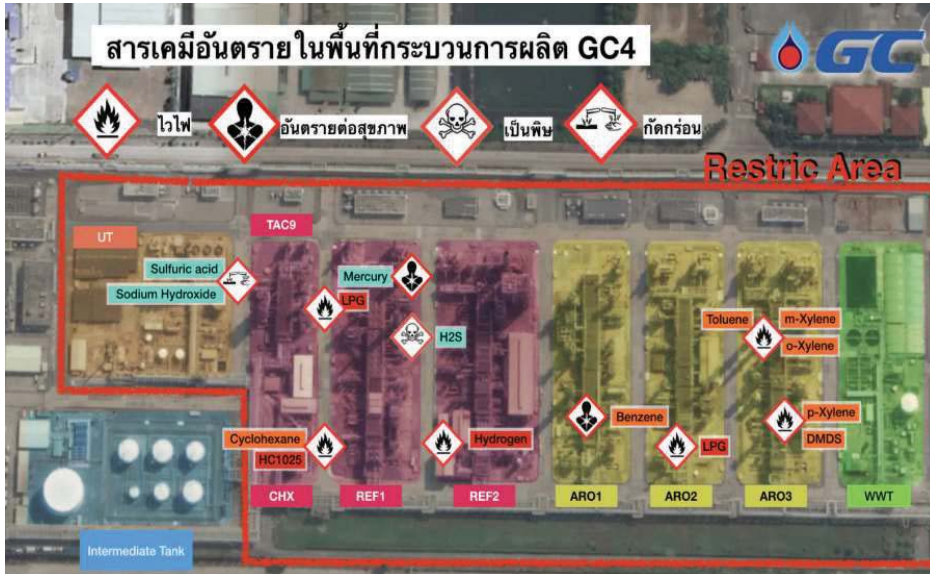 สารเคมีอันตรายในพื้นที่กระบวนการผลิต GC4
GC
ไวไฟ
อันตรายต่อสุขภาพ
เป็นพิษ
กัดกร่อน
Restric Area
UT
TAC9
Sulfuric acid
Sodium Hydroxide
Mercury
LPG
H2S
Toluene
m-Xylene
o-Xylene
Cyclohexane
HC1025
Hydrogen
Benzene
LPG
p-Xylene
DMDS
CHX
REF1
REF2
ARO1
ARO2
ARO3
WWT
Intermediate Tank